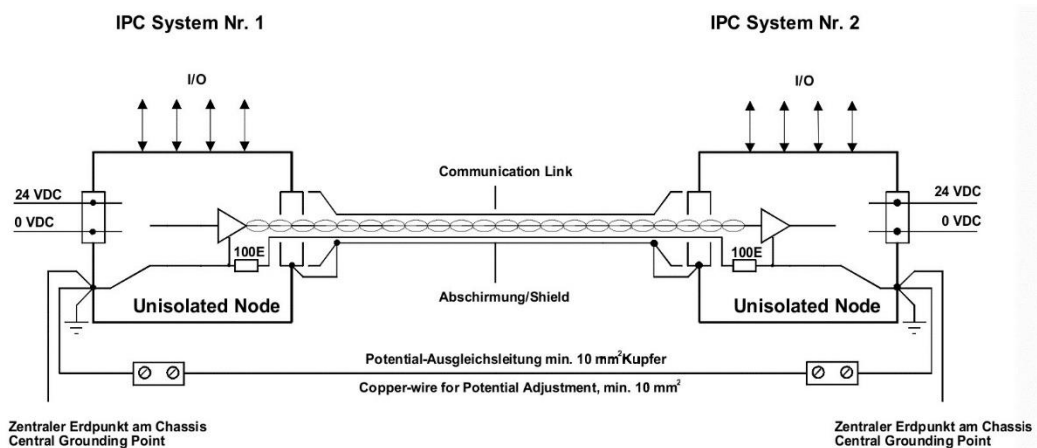 IPC System Nr. 1
IPC System Nr. 2
I/O
I/O
Communication Link
24 VDC
0 VDC
24 VDC
0 VDC
100E
100E
Unisolated Node
Abschirmung/Shield
Unisolated Node
Potential-Ausgleichsleitung min. 10 mm²Kupfer
Copper-wire for Potential Adjustment, min. 10 mm²
Zentraler Erdpunkt am Chassis
Central Grounding Point
Zentraler Erdpunkt am Chassis
Central Grounding Point